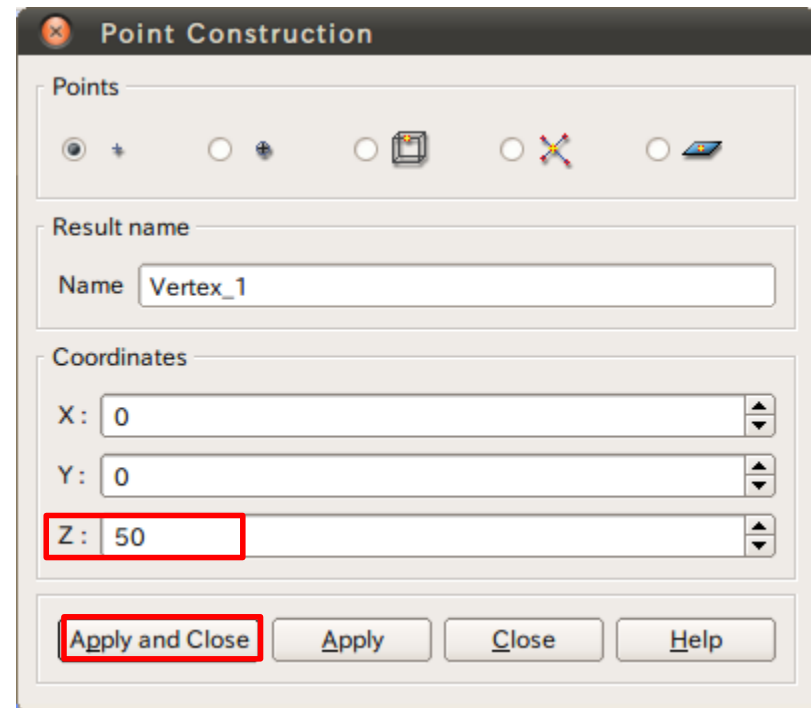 Point Construction
Points
Result name
Name Vertex_1
Coordinates
X : 0
Y : 0
Z : 50
Apply and Close Apply Close Help